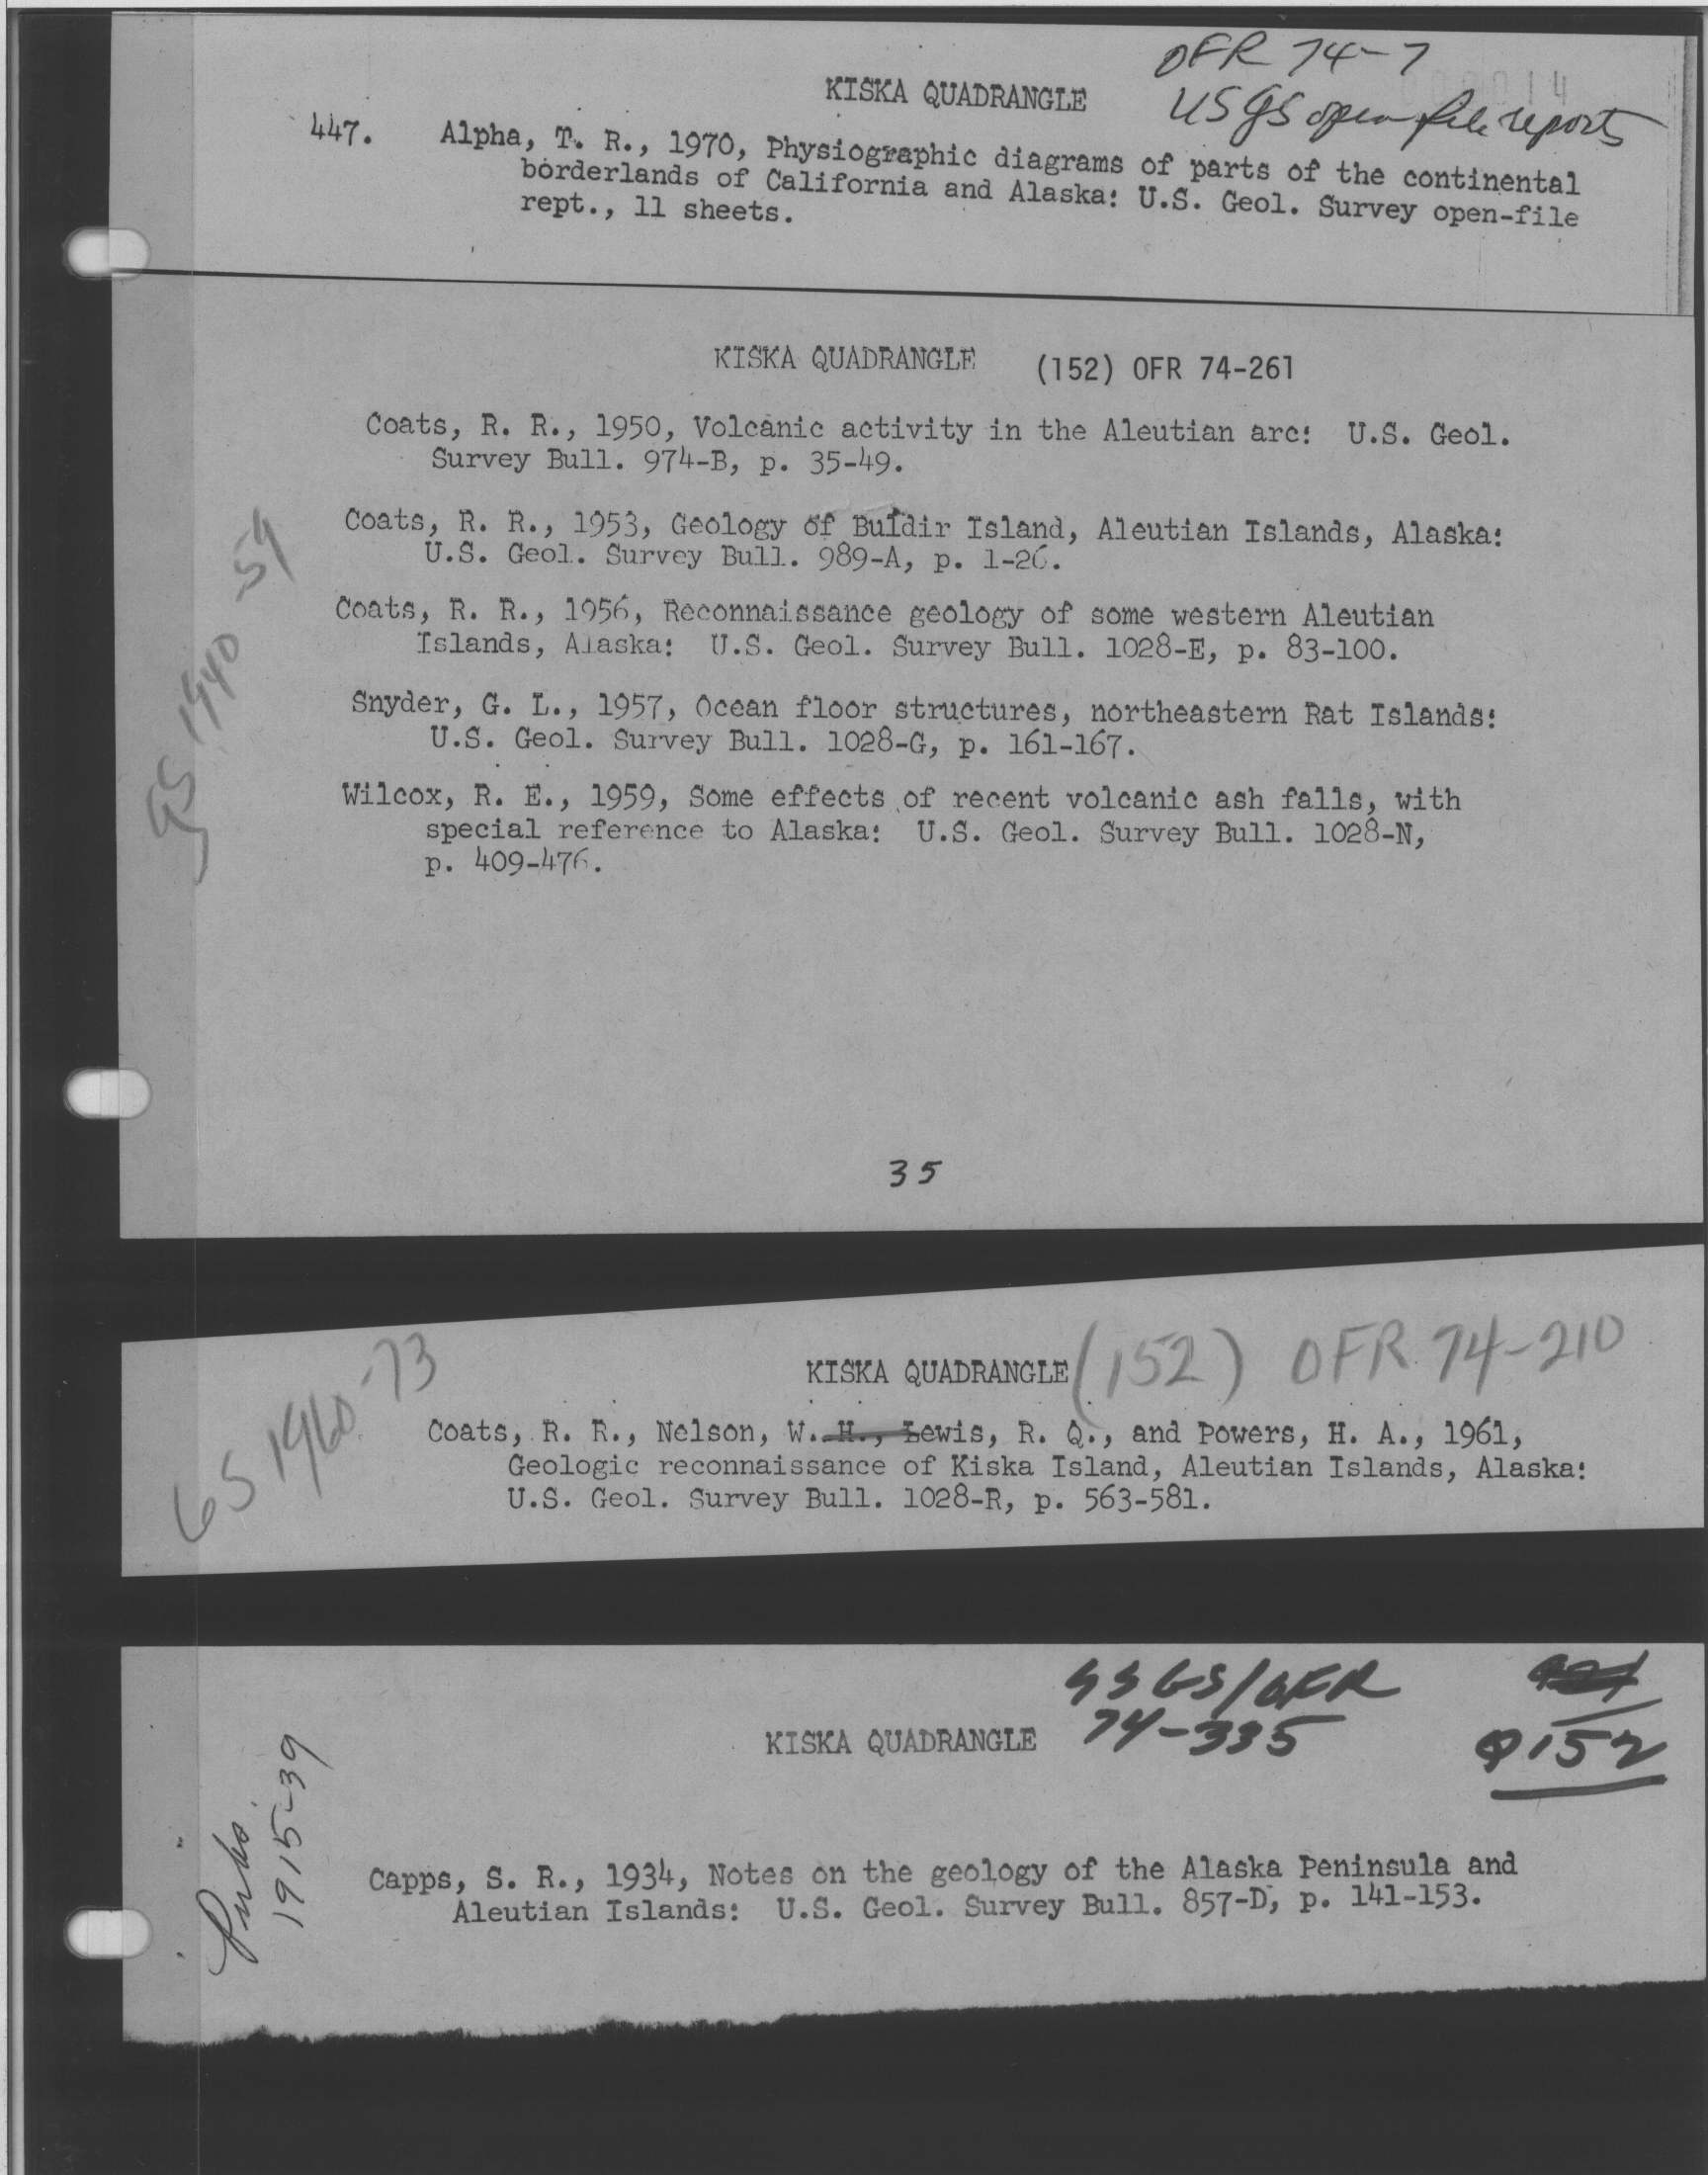 OFR 74-7
KISKA QUADRANGLE
USGS open file reports
447. Alpha, T. R., 1970, Physiographic diagrams of parts of the continental
borderlands of California and Alaska: U.S. Geol. Survey open-file
rept., 11 sheets.
KISKA QUADRANGLE (152) OFR 74-261
Coats, R. R., 1950, Volcanic activity in the Aleutian arc: U.S. Geol.
Survey Bull. 974-B, p. 35-49.
Coats, R. R., 1953, Geology of Buldir Island, Aleutian Islands, Alaska:
U.S. Geol. Survey Bull. 989-A, p. 1-26.
Coats, R. R., 1956, Reconnaissance geology of some western Aleutian
Islands, Alaska: U.S. Geol. Survey Bull. 1028-E, p. 83-100.
Snyder, G. L., 1957, Ocean floor structures, northeastern Rat Islands:
U.S. Geol. Survey Bull. 1028-G, p. 161-167.
Wilcox, R. E., 1959, Some effects of recent volcanic ash falls, with
special reference to Alaska: U.S. Geol. Survey Bull. 1028-N,
p. 409-476.
GS 1940-59
35
KISKA QUADRANGLE (152) OFR 74-210
GS 1960-73
Coats, R. R., Nelson, W. H., Lewis, R. Q., and Powers, H. A., 1961,
Geologic reconnaissance of Kiska Island, Aleutian Islands, Alaska:
U.S. Geol. Survey Bull. 1028-R, p. 563-581.
GS/OFR
KISKA QUADRANGLE 74-335
152
1915-39
Capps, S. R., 1934, Notes on the geology of the Alaska Peninsula and
Aleutian Islands: U.S. Geol. Survey Bull. 857-D, p. 141-153.